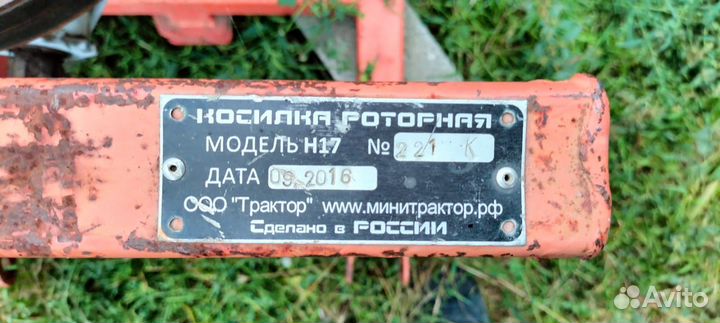 КОСИЛКА РОТОРНАЯ
МОДЕЛЬ Н17 № 221 К
ДАТА 09.2016
ООО "Трактор" www.минитрактор.рф
Сделано в РОССИИ
Avito